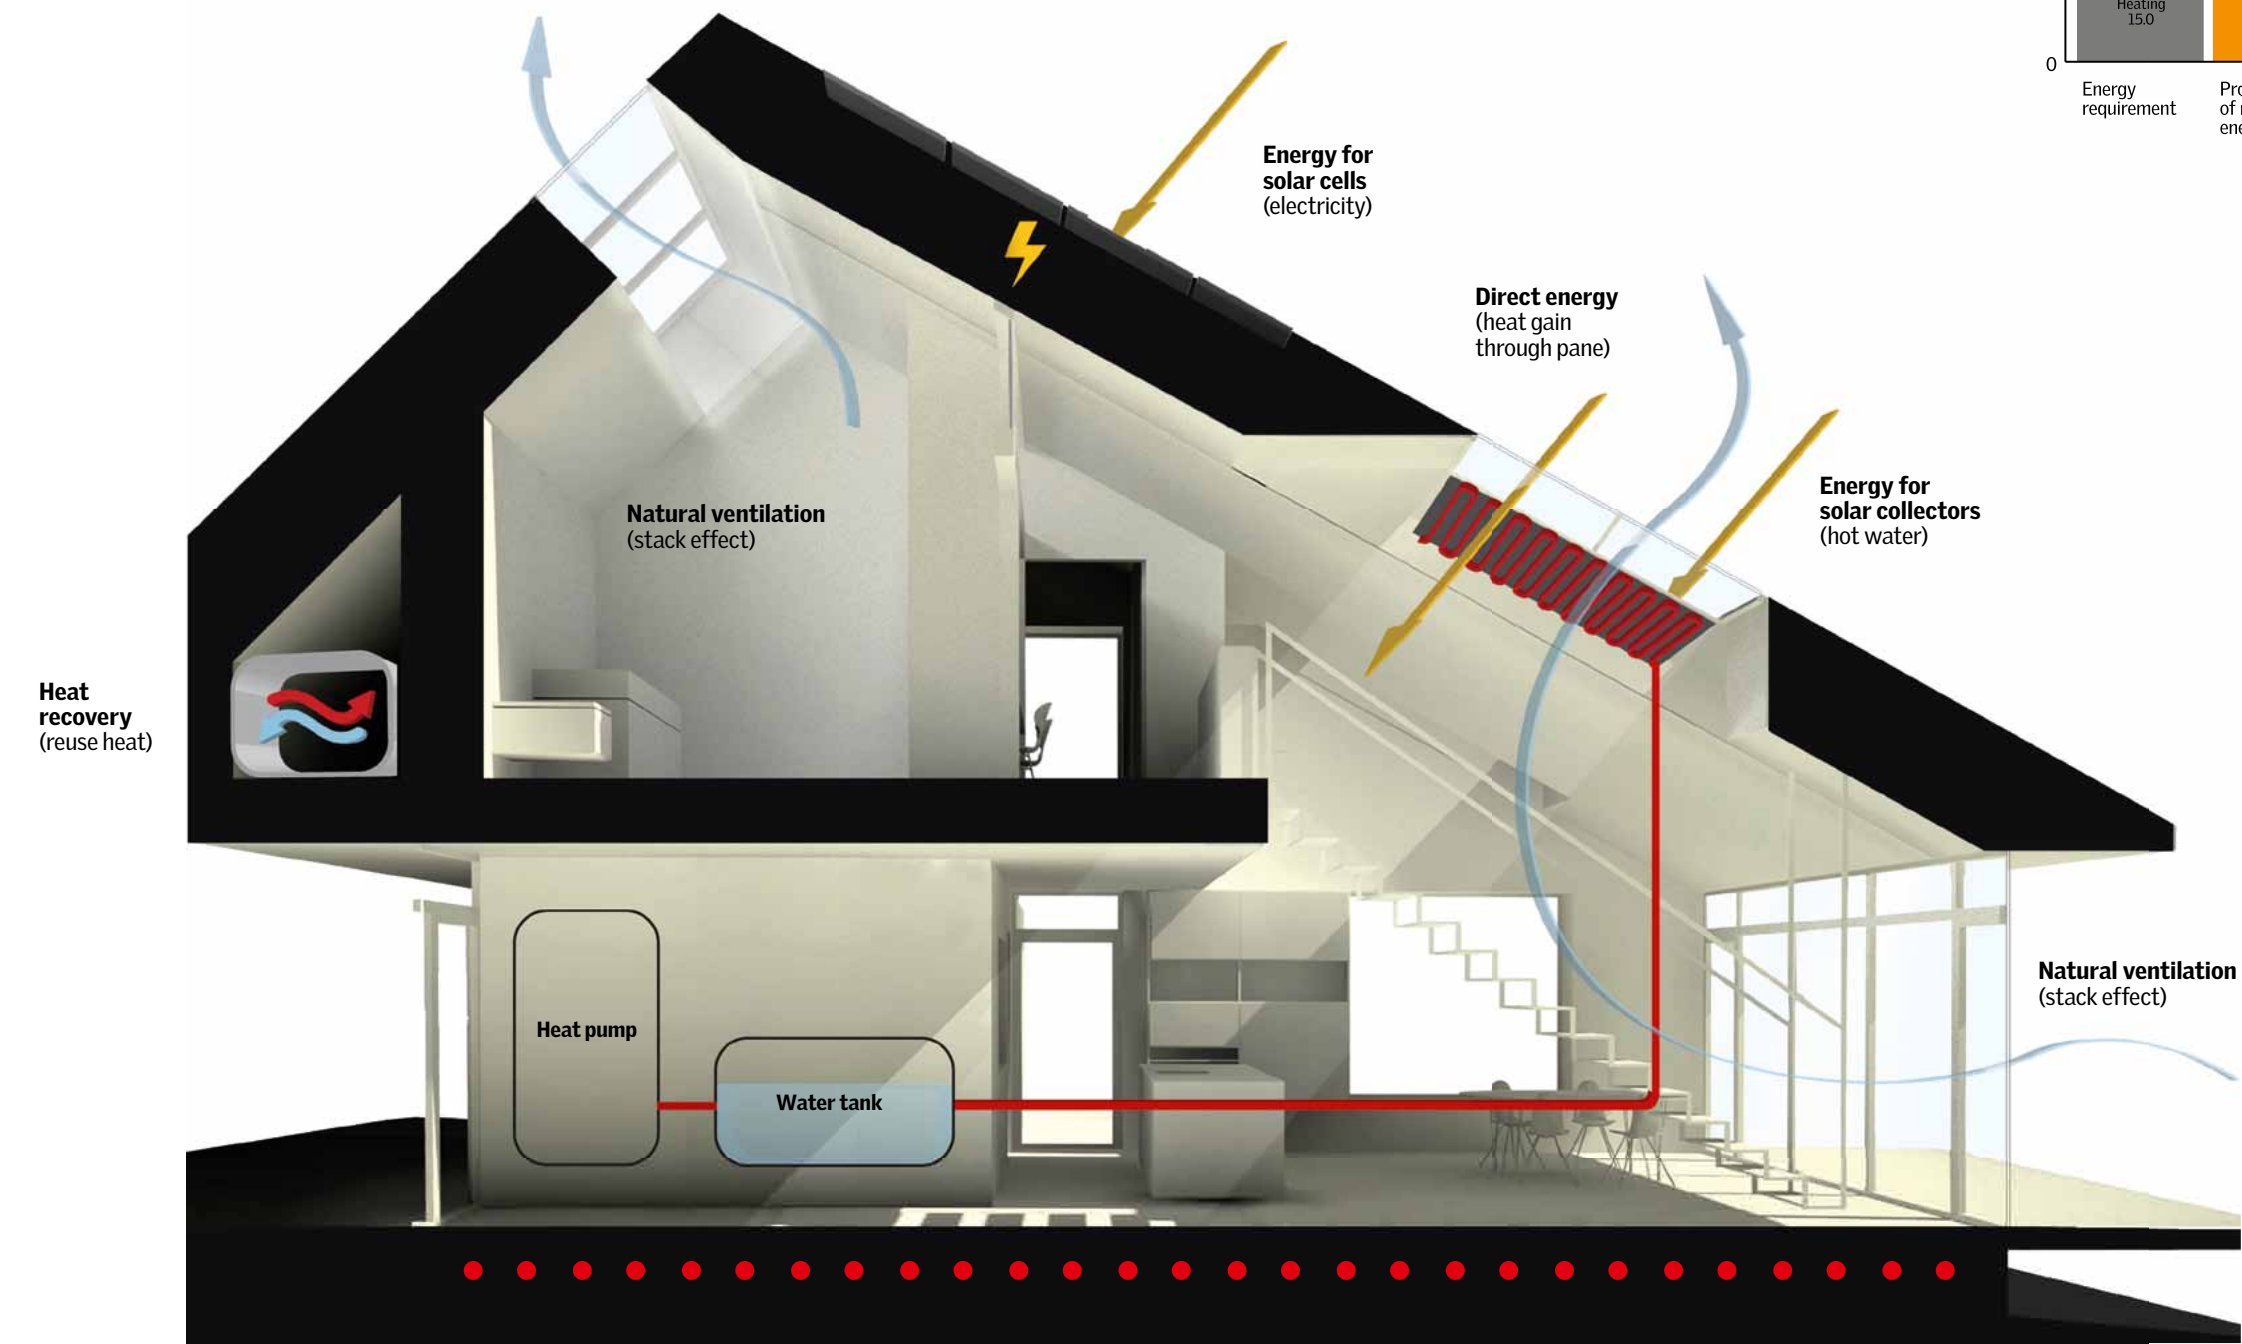 Heating
15.0
0
Energy
requirement
Energy for
solar cells
(electricity)
Direct energy
(heat gain
through pane)
Energy for
solar collectors
(hot water)
Natural ventilation
(stack effect)
Heat
recovery
(reuse heat)
Natural ventilation
(stack effect)
Heat pump
Water tank